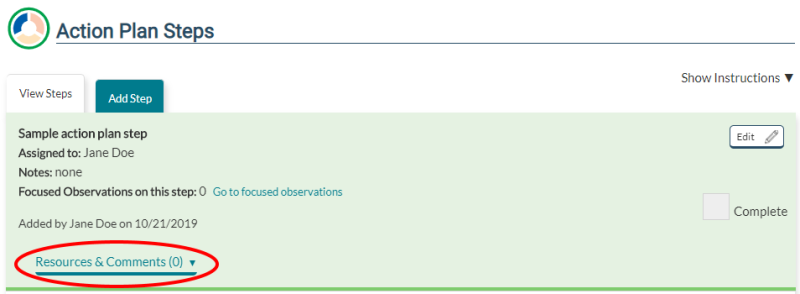 Action Plan Steps
Show Instructions ▼
View Steps
Add Step
Sample action plan step
Edit
Assigned to: Jane Doe
Notes: none
Focused Observations on this step: 0 Go to focused observations
Complete
Added by Jane Doe on 10/21/2019
Resources & Comments (0) ▼